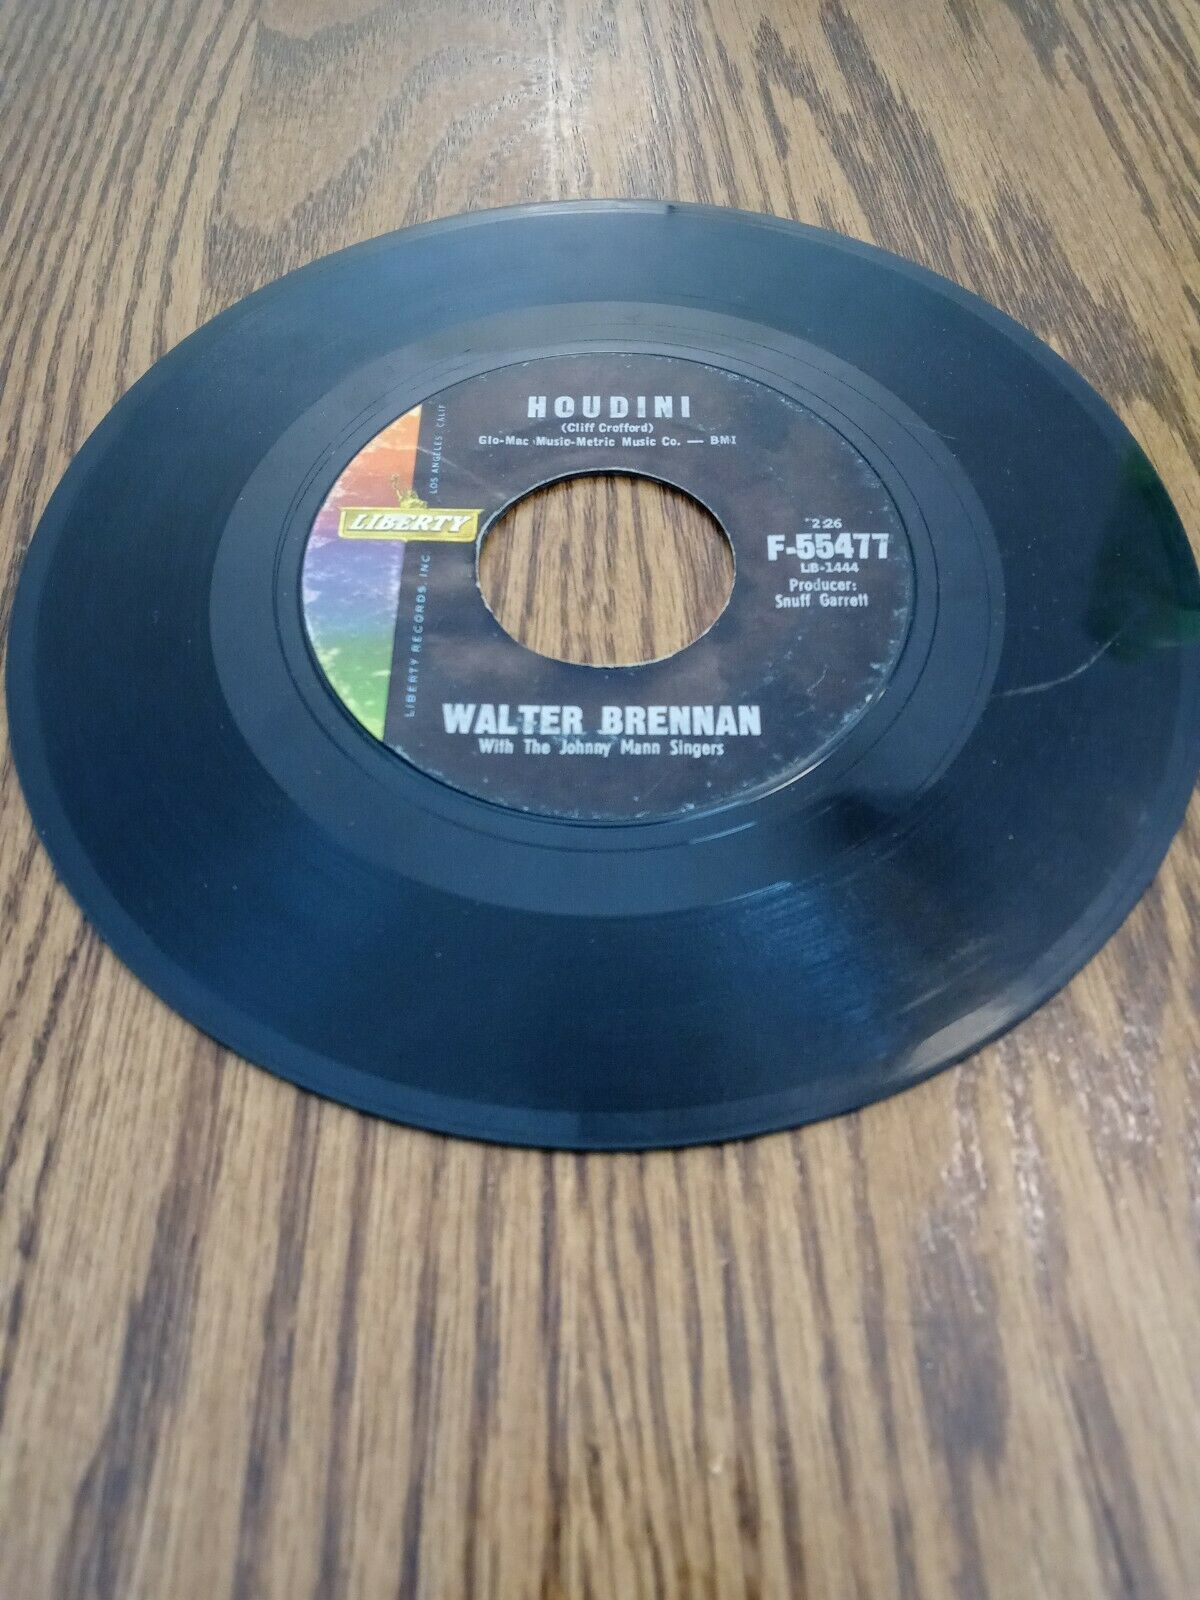 HOUDINI
(Cliff Crofford)
Glo-Mac Music-Metric Music Co. — BMI
LOS ANGELES CALIF
LIBERTY
LIBERTY RECORDS, INC
2:26
F-55477
LB-1444
Producer:
Snuff Garrett
WALTER BRENNAN
With The Johnny Mann Singers